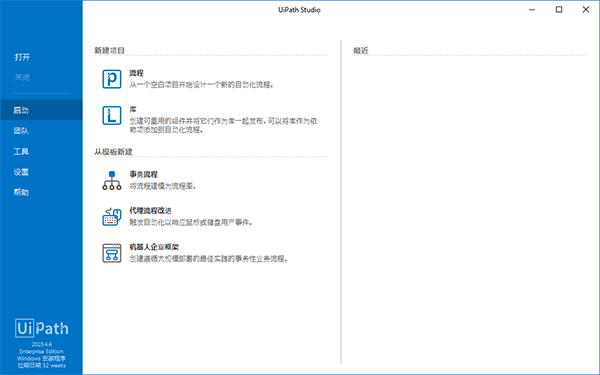 UiPath Studio
打开
关闭
启动
团队
工具
设置
帮助
新建项目
流程
从一个空白项目开始设计一个新的自动化流程。
库
创建可重用的组件并将它们作为库一起发布。可以将库作为依
赖项添加到自动化流程。
从模板新建
事务流程
将流程建模为流程图。
代理流程改进
触发自动化以响应鼠标或键盘用户事件。
机器人企业框架
创建遵循大规模部署的最佳实践的事务性业务流程。
最近
UiPath
2019.4.4
Enterprise Edition
Windows 安装程序
过期日期 52 weeks